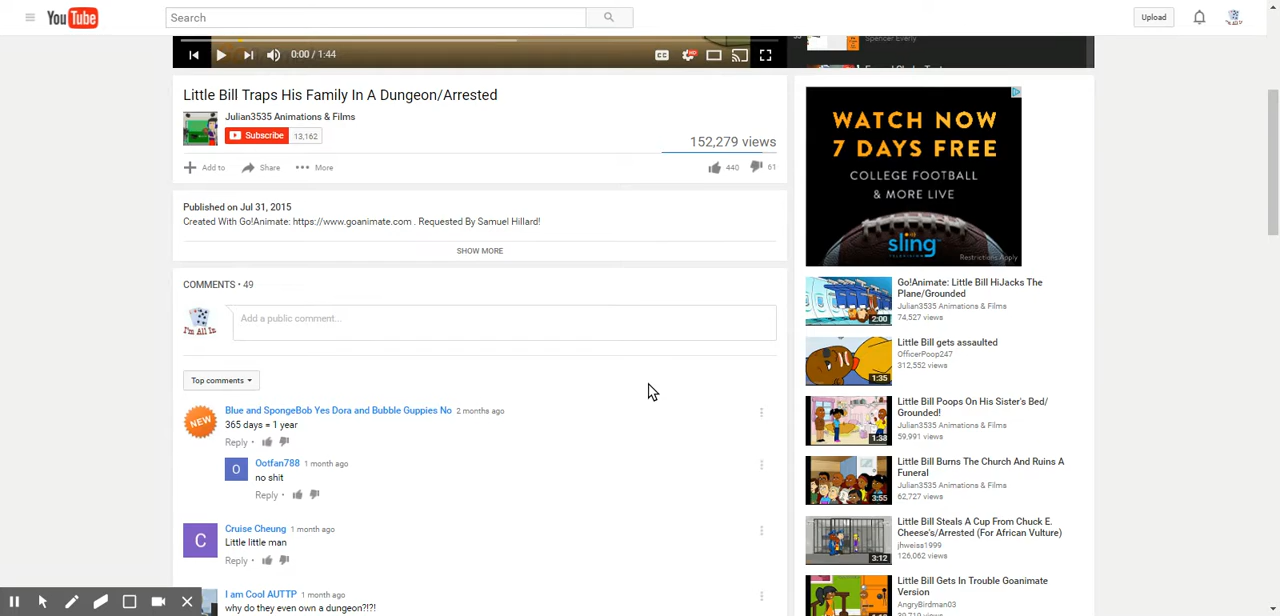 YouTube
Search
Upload
0:00 / 1:44
CC
HD
Spencer Everly
Little Bill Traps His Family In A Dungeon/Arrested
Julian3535 Animations & Films
Subscribe 13,162
152,279 views
Add to Share More
440 61
Published on Jul 31, 2015
Created With Go!Animate: https://www.goanimate.com . Requested By Samuel Hillard!
SHOW MORE
COMMENTS • 49
I'm All In
Add a public comment...
Top comments
NEW
Blue and SpongeBob Yes Dora and Bubble Guppies No 2 months ago
365 days = 1 year
Reply •
O
Ootfan788 1 month ago
no shit
Reply •
C
Cruise Cheung 1 month ago
Little little man
Reply •
I am Cool AUTTP 1 month ago
why do they even own a dungeon?!?!
WATCH NOW
7 DAYS FREE
COLLEGE FOOTBALL
& MORE LIVE
sling
TELEVISION
Restrictions Apply
Go!Animate: Little Bill HiJacks The
Plane/Grounded
Julian3535 Animations & Films
74,527 views
2:00
Little Bill gets assaulted
OfficerPoop247
312,552 views
1:35
Little Bill Poops On His Sister's Bed/
Grounded!
Julian3535 Animations & Films
59,991 views
1:38
Little Bill Burns The Church And Ruins A
Funeral
Julian3535 Animations & Films
62,727 views
3:55
Little Bill Steals A Cup From Chuck E.
Cheese's/Arrested (For African Vulture)
jhweiss1999
126,062 views
3:12
Little Bill Gets In Trouble Goanimate
Version
AngryBirdman03